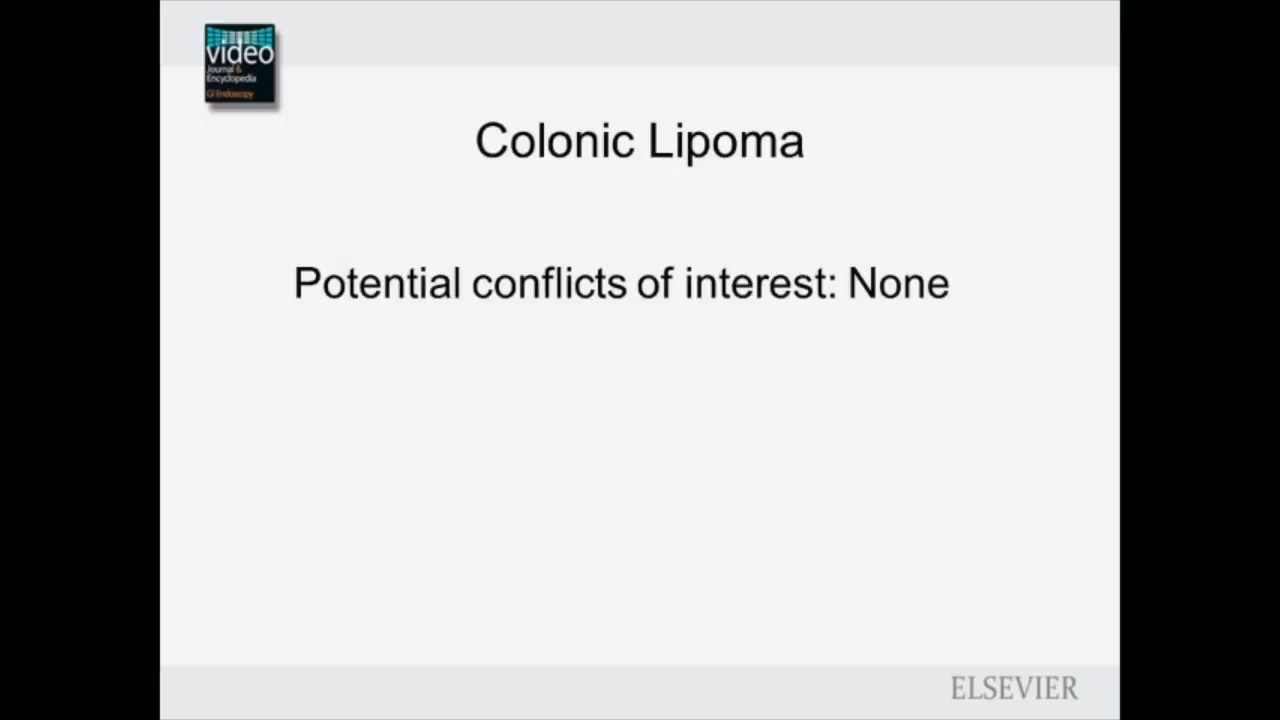 video
Journal &
Encyclopedia
GI Endoscopy
Colonic Lipoma
Potential conflicts of interest: None
ELSEVIER